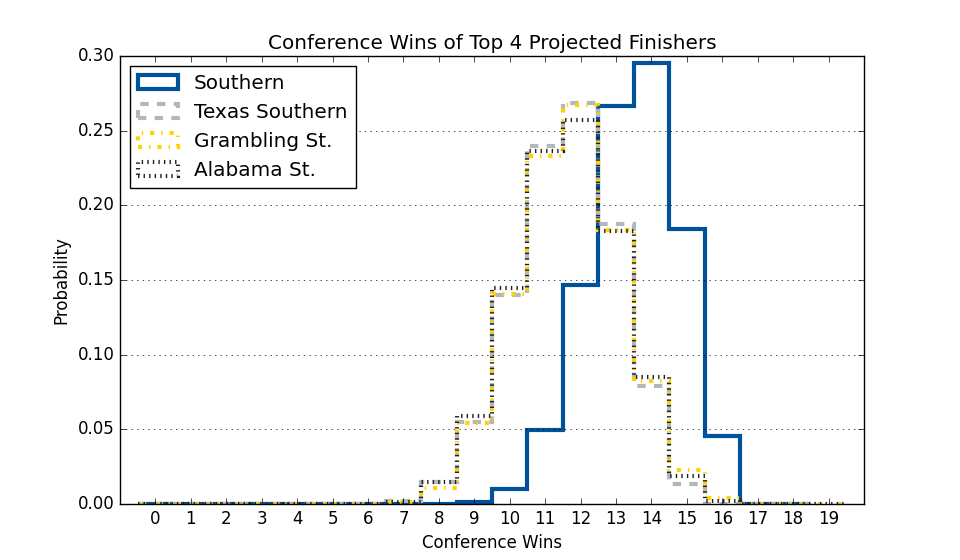 Conference Wins of Top 4 Projected Finishers
Southern
Texas Southern
Grambling St.
Alabama St.
Probability
0.30
0.25
0.20
0.15
0.10
0.05
0.00
0 1 2 3 4 5 6 7 8 9 10 11 12 13 14 15 16 17 18 19
Conference Wins